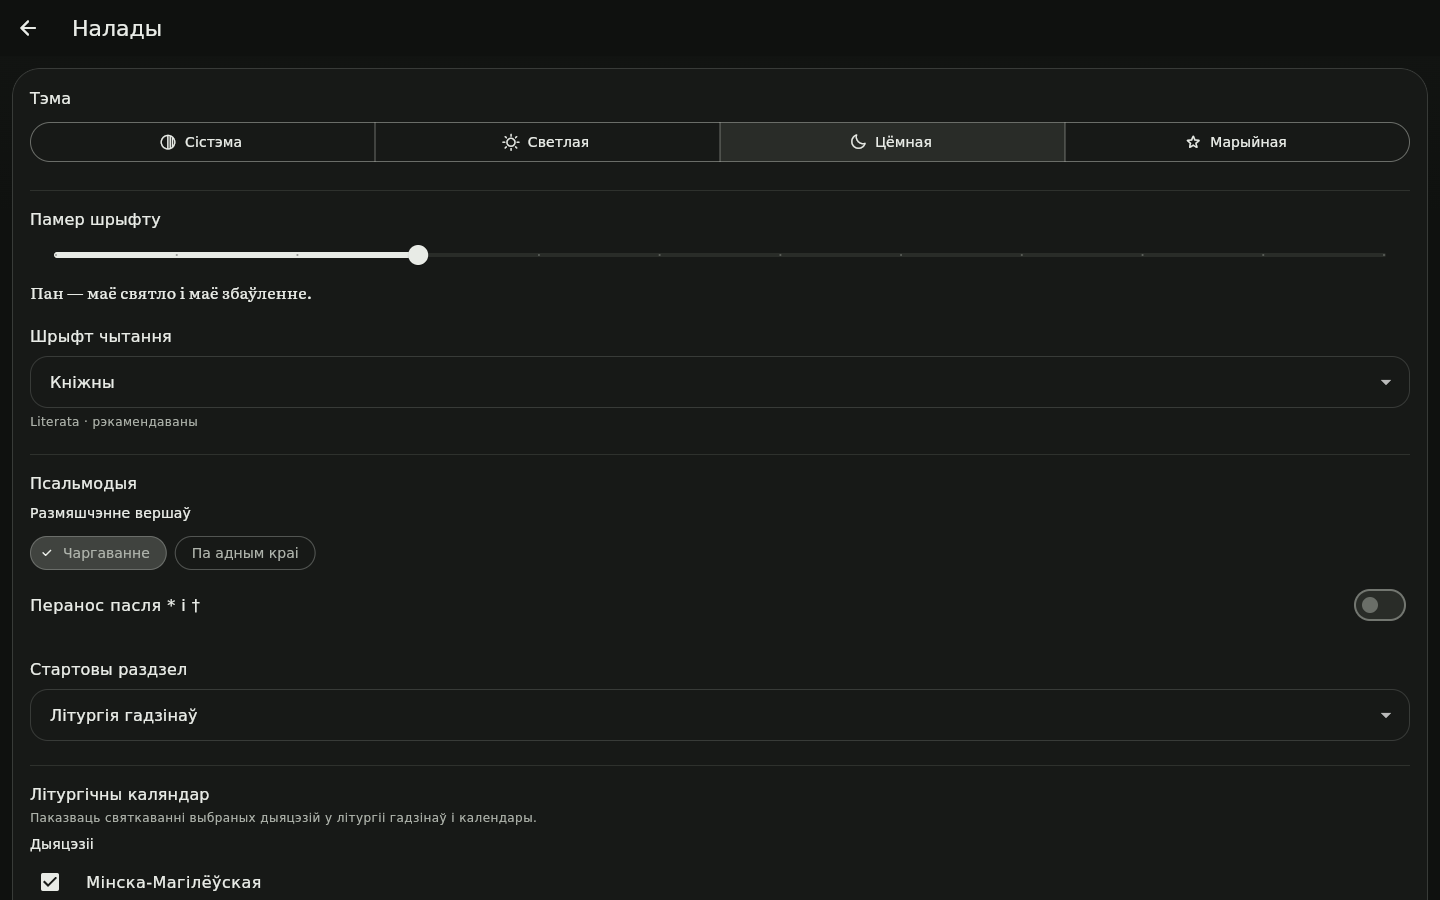 Налады
Тэма
Сістэма
Светлая
Цёмная
Марыйная
Памер шрыфту
Пан — маё святло і маё збаўленне.
Шрыфт чытання
Кніжны
Literata · рэкамендаваны
Псальмодыя
Размяшчэнне вершаў
Чаргаванне
Па адным краі
Перанос пасля * і †
Стартовы раздзел
Літургія гадзінаў
Літургічны каляндар
Паказваць святкаванні выбраных дыяцэзій у літургіі гадзінаў і календары.
Дыяцэзіі
Мінска-Магілёўская